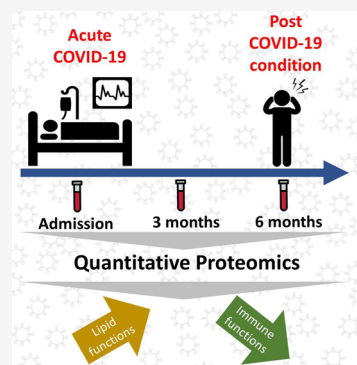 Acute
COVID-19
Post
COVID-19
condition
Admission
3 months
6 months
Quantitative Proteomics
Lipid
functions
Immune
functions